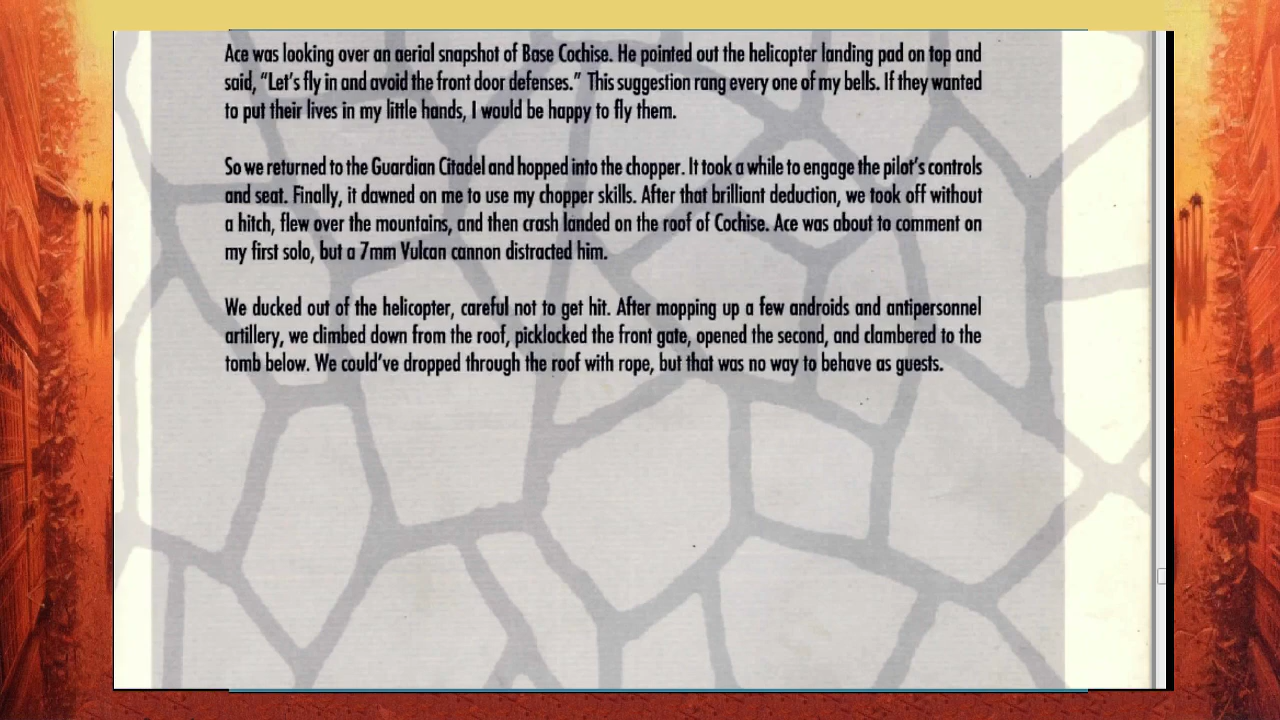 Ace was looking over an aerial snapshot of Base Cochise. He pointed out the helicopter landing pad on top and
said, “Let’s fly in and avoid the front door defenses.” This suggestion rang every one of my bells. If they wanted
to put their lives in my little hands, I would be happy to fly them.
So we returned to the Guardian Citadel and hopped into the chopper. It took a while to engage the pilot’s controls
and seat. Finally, it dawned on me to use my chopper skills. After that brilliant deduction, we took off without
a hitch, flew over the mountains, and then crash landed on the roof of Cochise. Ace was about to comment on
my first solo, but a 7mm Vulcan cannon distracted him.
We ducked out of the helicopter, careful not to get hit. After mopping up a few androids and antipersonnel
artillery, we climbed down from the roof, picklocked the front gate, opened the second, and clambered to the
tomb below. We could’ve dropped through the roof with rope, but that was no way to behave as guests.